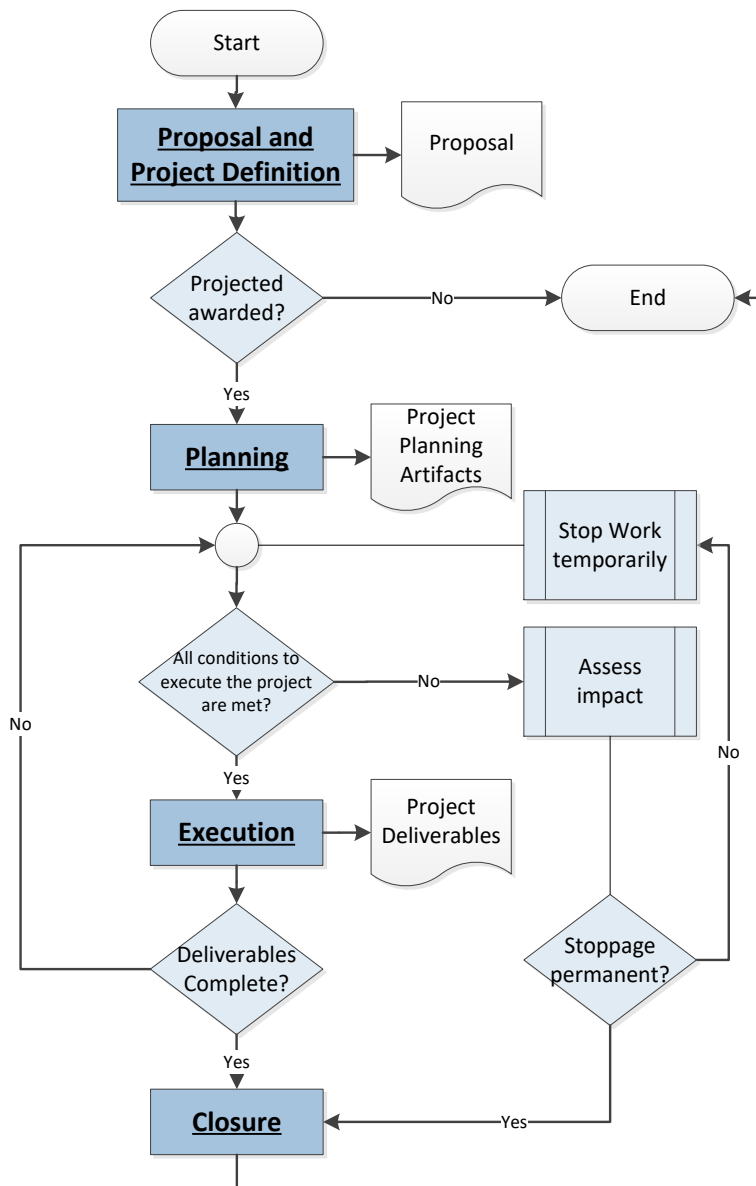 Start
Proposal and
Project Definition
Proposal
Projected
awarded?
No
End
Yes
Planning
Project
Planning
Artifacts
Stop Work
temporarily
All conditions to
execute the project
are met?
No
Assess
impact
No
No
Yes
Execution
Project
Deliverables
Deliverables
Complete?
Stoppage
permanent?
Yes
Closure
Yes